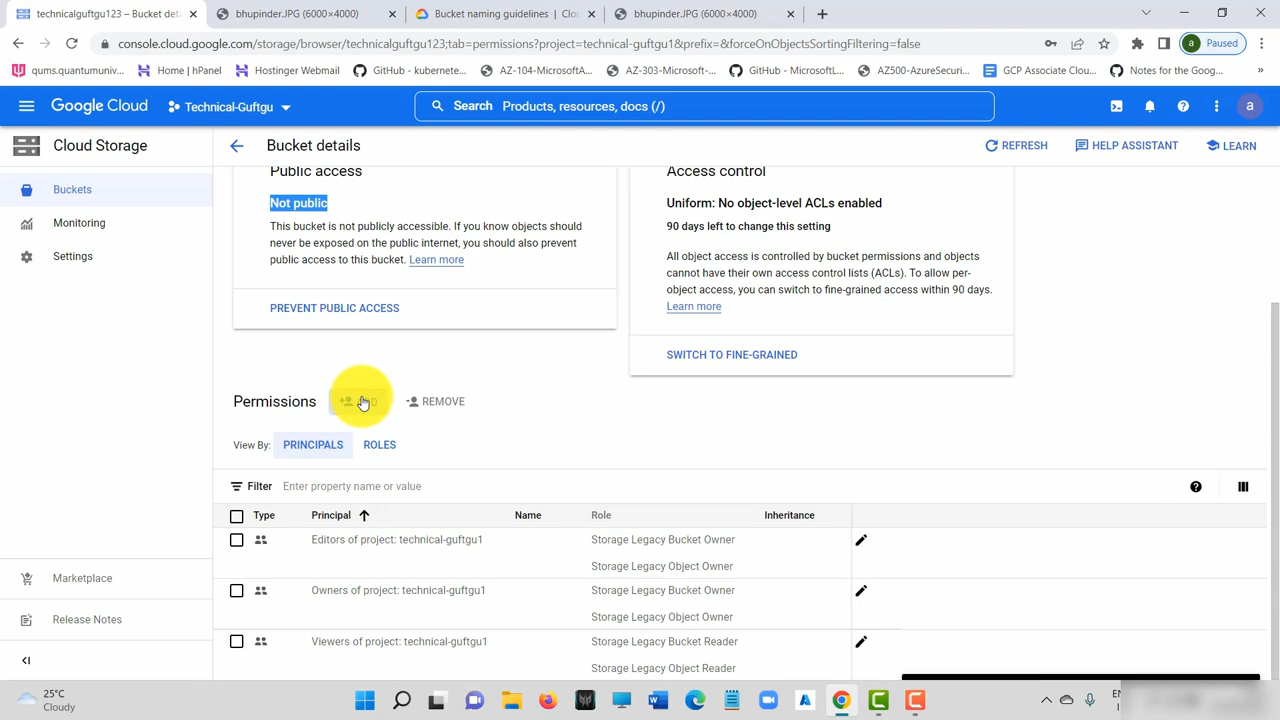 technicalguftgu123 – Bucket deta
bhupinder.JPG (6000×4000)
Bucket naming guidelines | Clo
bhupinder.JPG (6000×4000)
console.cloud.google.com/storage/browser/technicalguftgu123;tab=permissions?project=technical-guftgu1&prefix=&forceOnObjectsSortingFiltering=false
a Paused
qums.quantumuniv...
Home | hPanel
Hostinger Webmail
GitHub - kubernete...
AZ-104-MicrosoftA...
AZ-303-Microsoft-...
GitHub - MicrosoftL...
AZ500-AzureSecuri...
GCP Associate Clou...
Notes for the Goog...
»
Google Cloud
Technical-Guftgu
Search Products, resources, docs (/)
a
Cloud Storage
Bucket details
REFRESH
HELP ASSISTANT
LEARN
Buckets
Monitoring
Settings
Marketplace
Release Notes
Public access
Not public
This bucket is not publicly accessible. If you know objects should
never be exposed on the public internet, you should also prevent
public access to this bucket. Learn more
PREVENT PUBLIC ACCESS
Access control
Uniform: No object-level ACLs enabled
90 days left to change this setting
All object access is controlled by bucket permissions and objects
cannot have their own access control lists (ACLs). To allow per-
object access, you can switch to fine-grained access within 90 days.
Learn more
SWITCH TO FINE-GRAINED
Permissions
REMOVE
View By: PRINCIPALS ROLES
Filter Enter property name or value
Type Principal Name Role Inheritance
Editors of project: technical-guftgu1 Storage Legacy Bucket Owner
Storage Legacy Object Owner
Owners of project: technical-guftgu1 Storage Legacy Bucket Owner
Storage Legacy Object Owner
Viewers of project: technical-guftgu1 Storage Legacy Bucket Reader
Storage Legacy Object Reader
25°C
Cloudy